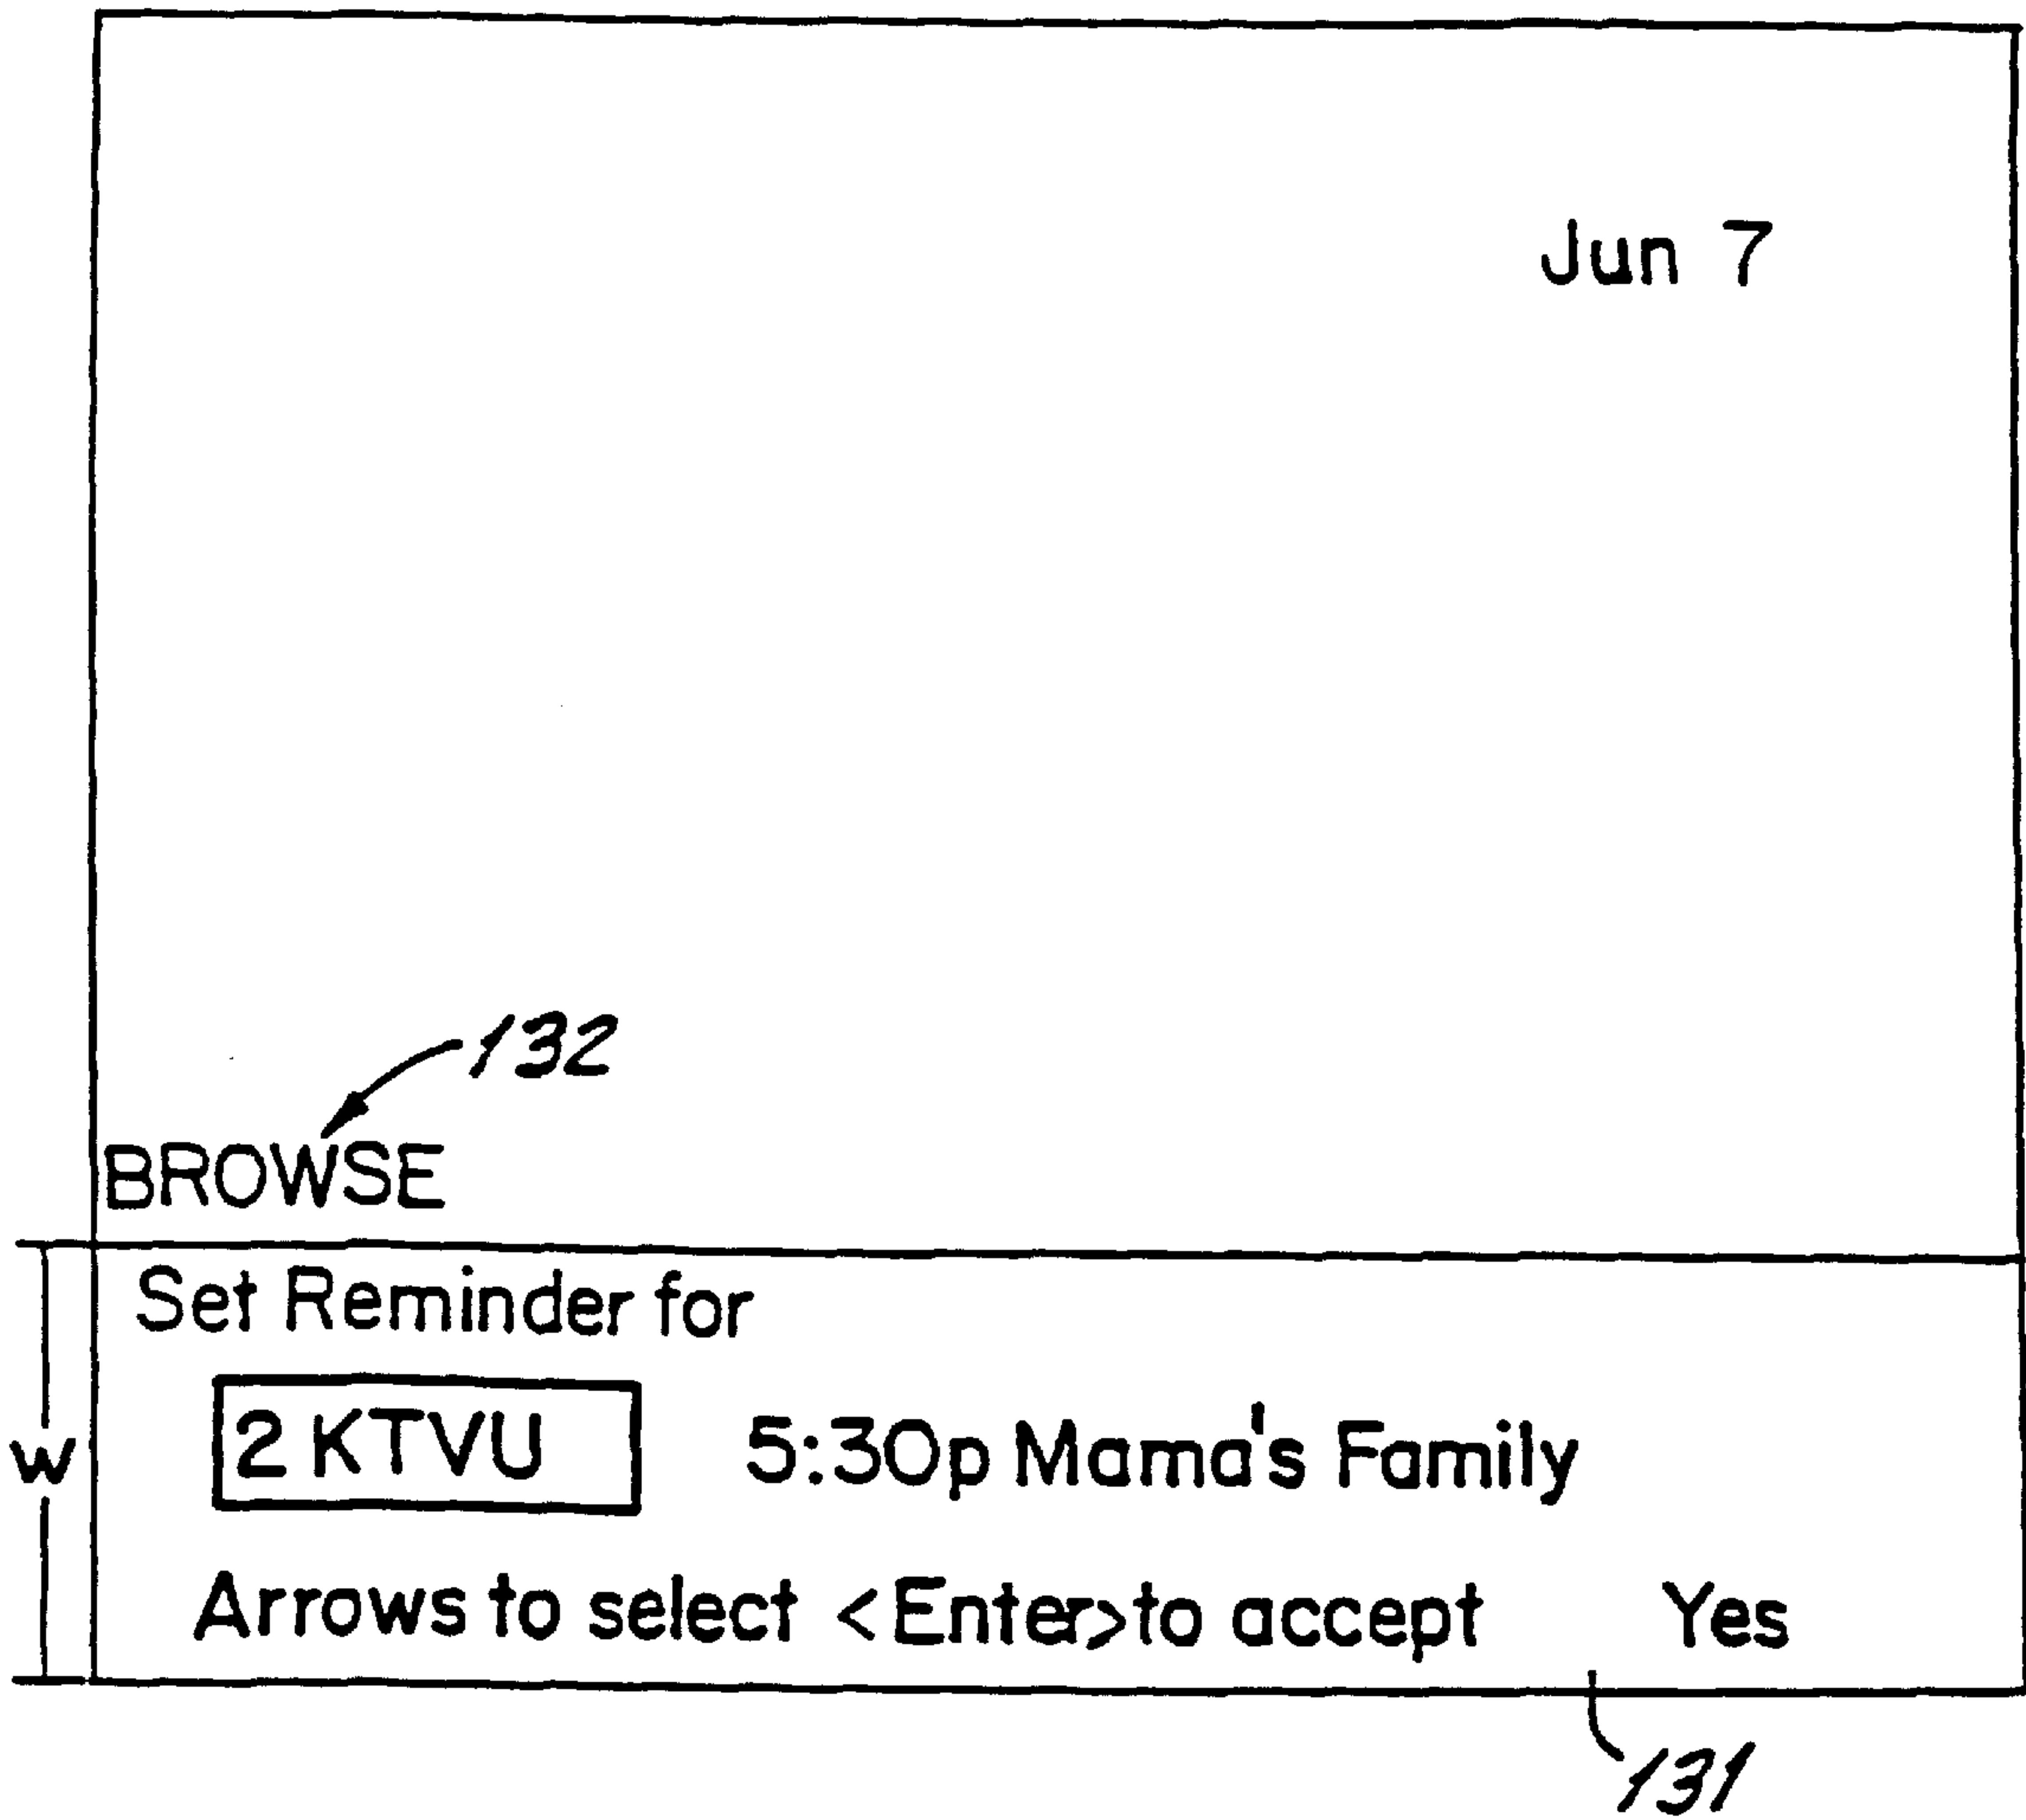 Jun 7
132
BROWSE
Set Reminder for
2 KTVU 5:30p Mama's Family
w
Arrows to select <Enter> to accept Yes
131